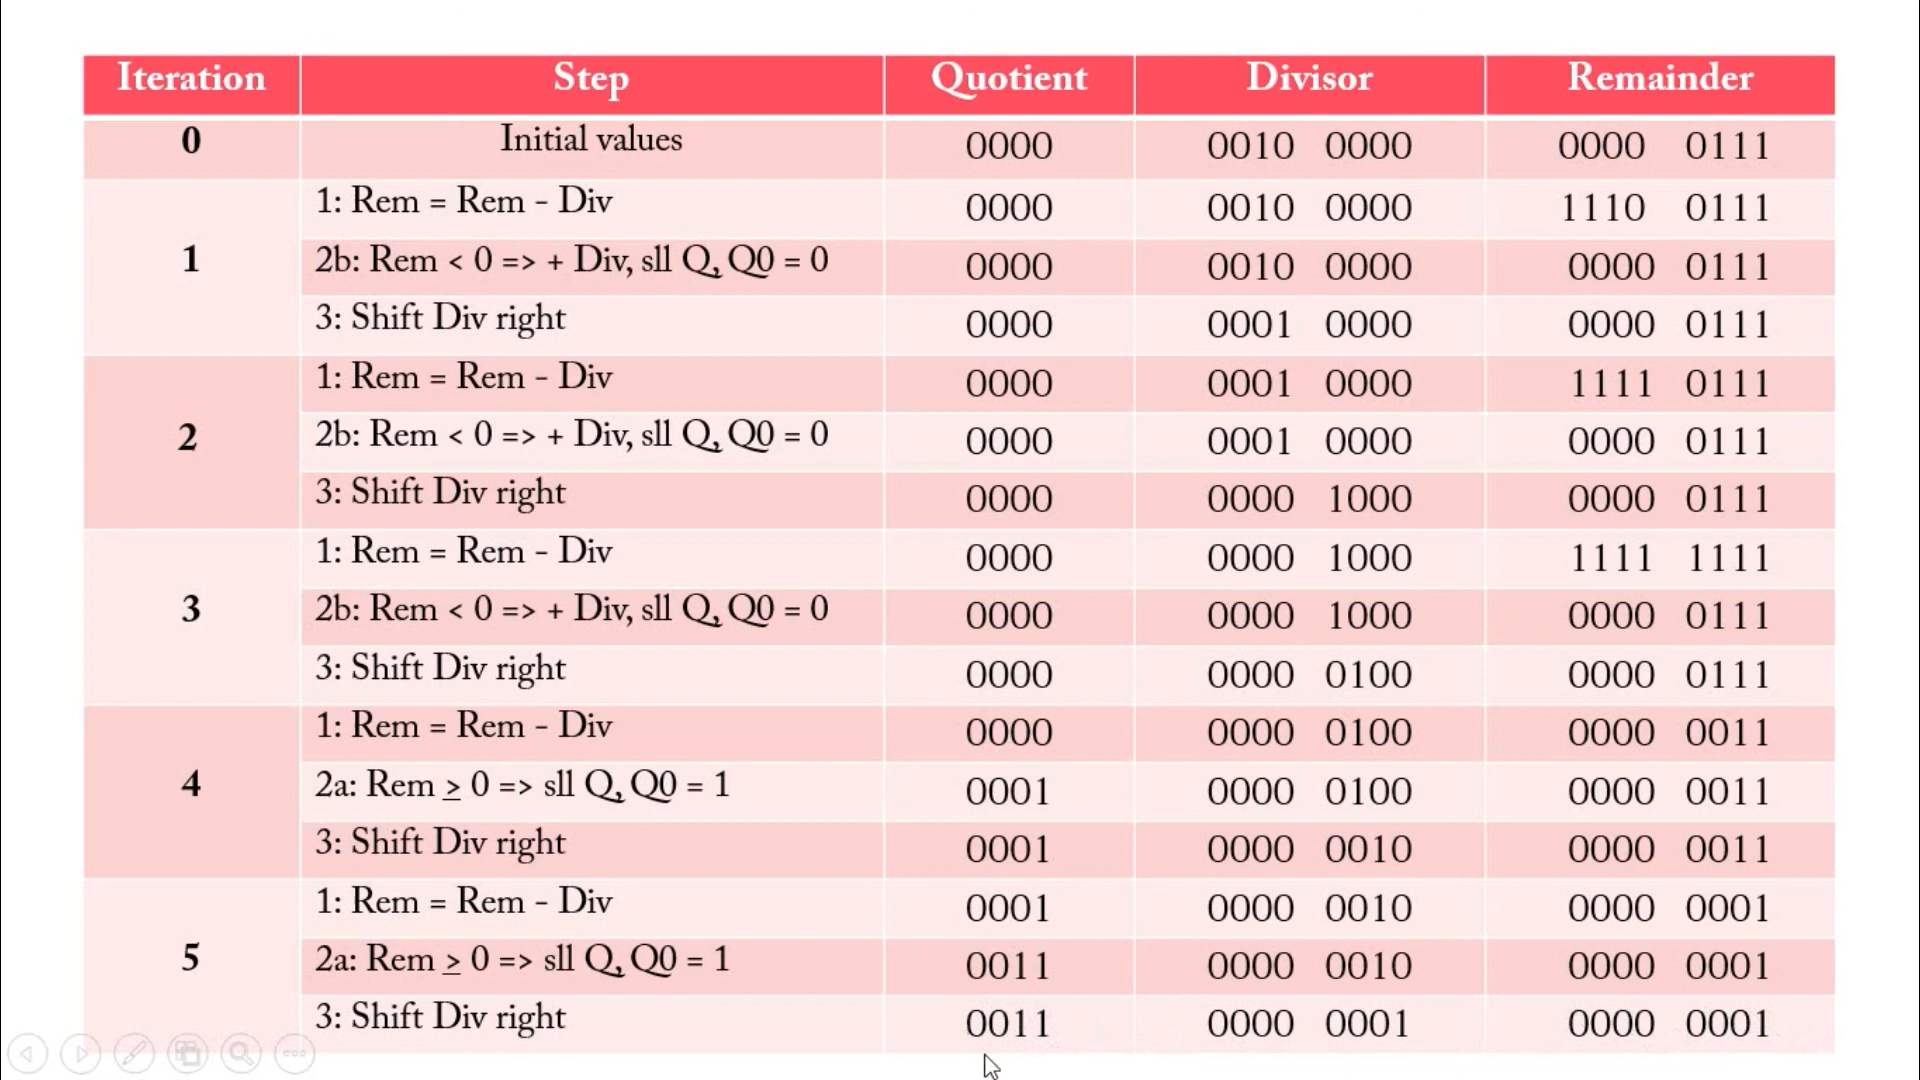 Iteration Step Quotient Divisor Remainder
0 Initial values 0000 0010 0000 0000 0111
1: Rem = Rem - Div 0000 0010 0000 1110 0111
1 2b: Rem < 0 => + Div, sll Q, Q0 = 0 0000 0010 0000 0000 0111
3: Shift Div right 0000 0001 0000 0000 0111
1: Rem = Rem - Div 0000 0001 0000 1111 0111
2 2b: Rem < 0 => + Div, sll Q, Q0 = 0 0000 0001 0000 0000 0111
3: Shift Div right 0000 0000 1000 0000 0111
1: Rem = Rem - Div 0000 0000 1000 1111 1111
3 2b: Rem < 0 => + Div, sll Q, Q0 = 0 0000 0000 1000 0000 0111
3: Shift Div right 0000 0000 0100 0000 0111
1: Rem = Rem - Div 0000 0000 0100 0000 0011
4 2a: Rem ≥ 0 => sll Q, Q0 = 1 0001 0000 0100 0000 0011
3: Shift Div right 0001 0000 0010 0000 0011
1: Rem = Rem - Div 0001 0000 0010 0000 0001
5 2a: Rem ≥ 0 => sll Q, Q0 = 1 0011 0000 0010 0000 0001
3: Shift Div right 0011 0000 0001 0000 0001